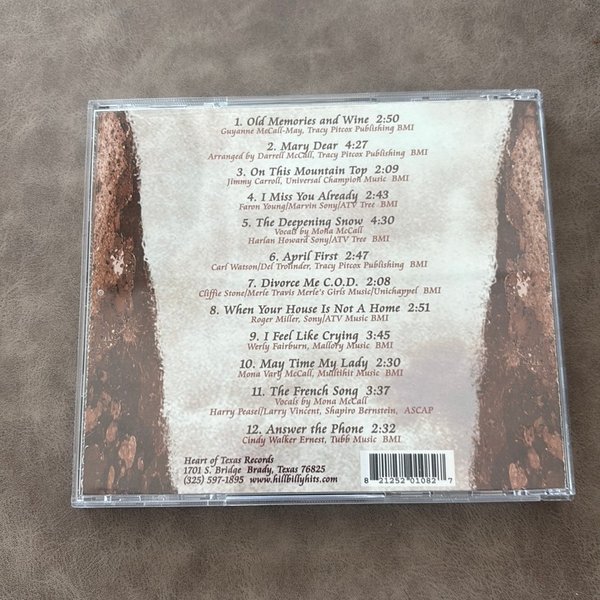 1. Old Memories and Wine 2:50
Guyanne McCall-May, Tracy Pitcox Publishing BMI
2. Mary Dear 4:27
Arranged by Darrell McCall, Tracy Pitcox Publishing BMI
3. On This Mountain Top 2:09
Jimmy Carroll, Universal Champion Music BMI
4. I Miss You Already 2:43
Faron Young/Marvin Sony/ATV Tree BMI
5. The Deepening Snow 4:30
Vocals by Mona McCall
Harlan Howard Sony/ATV Tree BMI
6. April First 2:47
Carl Watson/Del Trolinder, Tracy Pitcox Publishing BMI
7. Divorce Me C.O.D. 2:08
Cliffie Stone/Merle Travis Merle's Girls Music/Unichappel BMI
8. When Your House Is Not A Home 2:51
Roger Miller, Sony/ATV Music BMI
9. I Feel Like Crying 3:45
Werly Fairburn, Mallory Music BMI
10. May Time My Lady 2:30
Mona Vary McCall, Multihit Music BMI
11. The French Song 3:37
Vocals by Mona McCall
Harry Pease/Larry Vincent, Shapiro Bernstein, ASCAP
12. Answer the Phone 2:32
Cindy Walker Ernest, Tubb Music BMI
Heart of Texas Records
1701 S. Bridge Brady, Texas 76825
(325) 597-1895 www.hillbillyhits.com
8 21252 01082 7